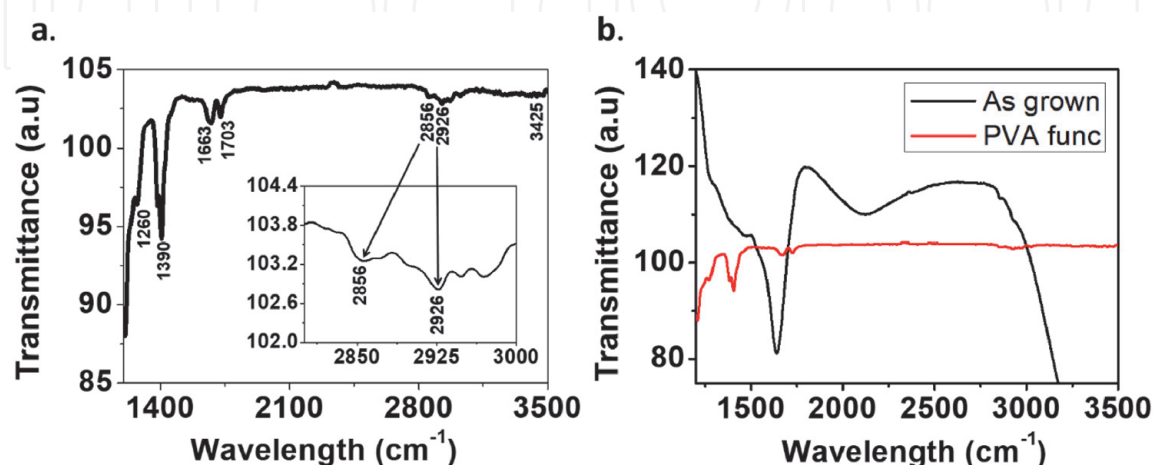 a.
105
100
95
90
85
Transmittance (a.u)
1260
1390
1663
1703
2856
2926
3425
104.4
103.8
103.2
102.6
102.0
2856
2926
2850 2925 3000
1400 2100 2800 3500
Wavelength (cm-1)
b.
140
120
100
80
Transmittance (a.u)
As grown
PVA func
1500 2000 2500 3000 3500
Wavelength (cm-1)